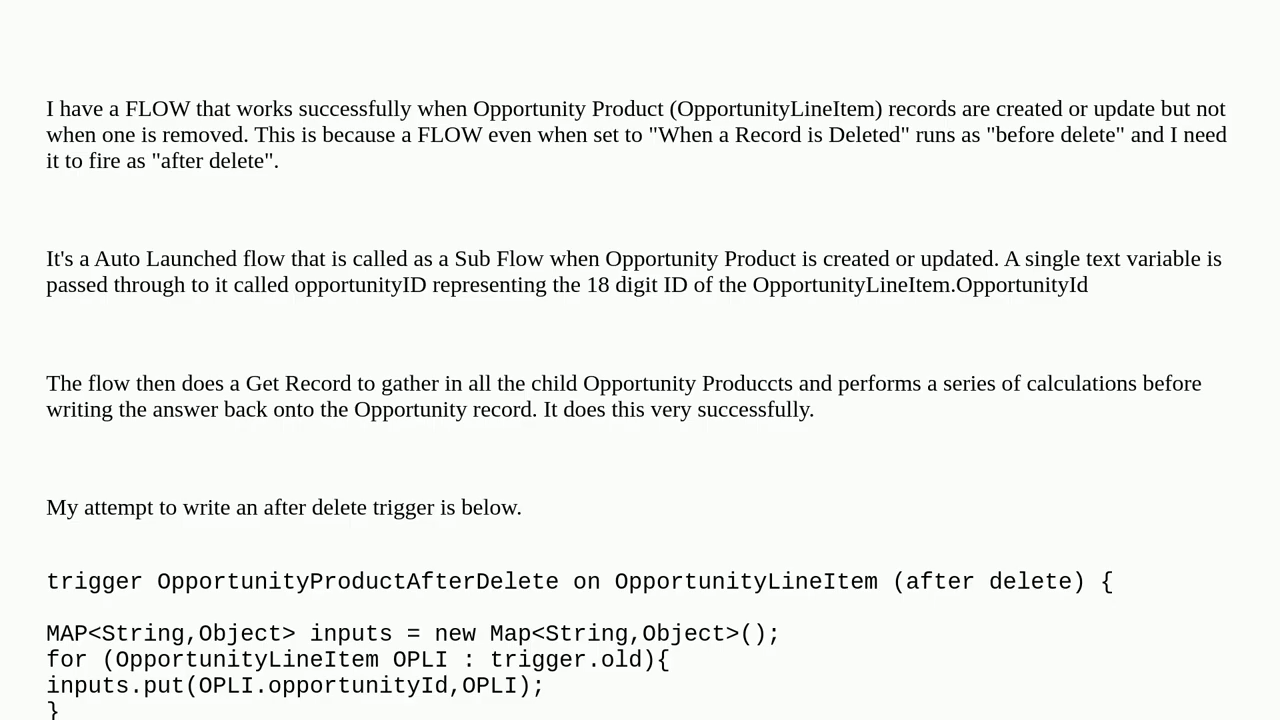 I have a FLOW that works successfully when Opportunity Product (OpportunityLineItem) records are created or update but not
when one is removed. This is because a FLOW even when set to "When a Record is Deleted" runs as "before delete" and I need
it to fire as "after delete".
It's a Auto Launched flow that is called as a Sub Flow when Opportunity Product is created or updated. A single text variable is
passed through to it called opportunityID representing the 18 digit ID of the OpportunityLineItem.OpportunityId
The flow then does a Get Record to gather in all the child Opportunity Produccts and performs a series of calculations before
writing the answer back onto the Opportunity record. It does this very successfully.
My attempt to write an after delete trigger is below.
trigger OpportunityProductAfterDelete on OpportunityLineItem (after delete) {
MAP<String,Object> inputs = new Map<String,Object>();
for (OpportunityLineItem OPLI : trigger.old){
inputs.put(OPLI.opportunityId,OPLI);
}